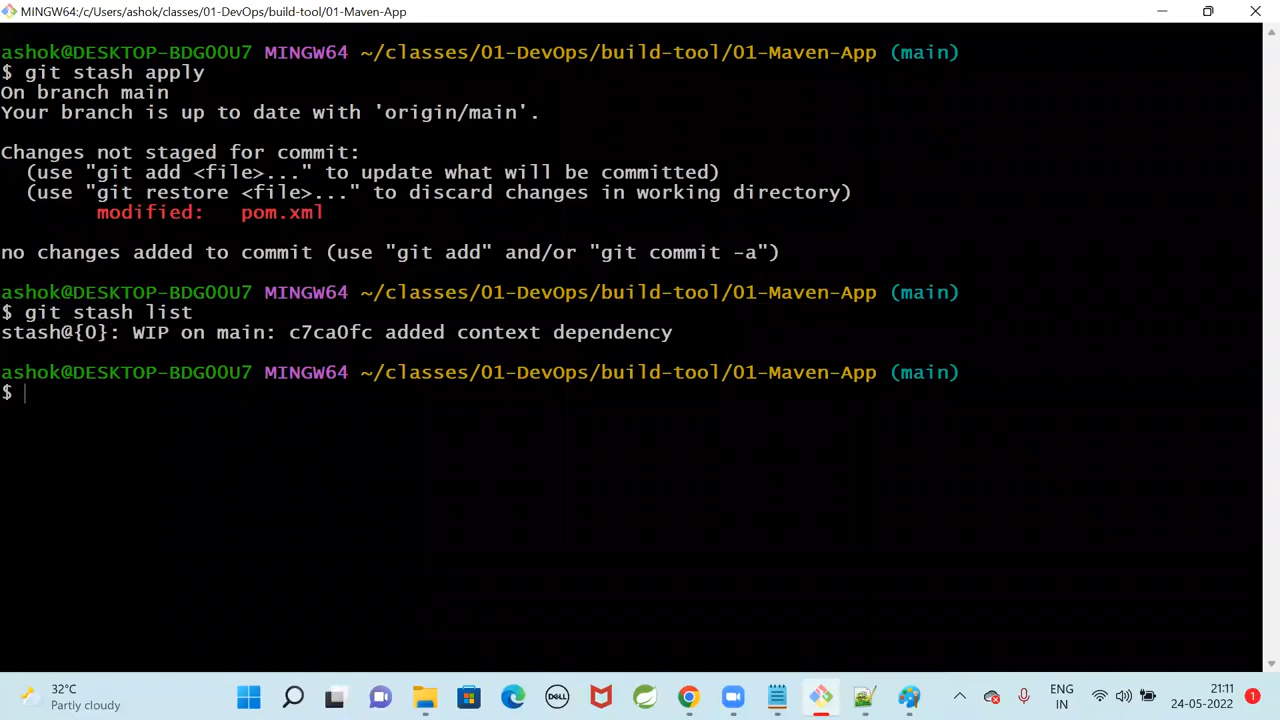 MINGW64:/c/Users/ashok/classes/01-DevOps/build-tool/01-Maven-App
ashok@DESKTOP-BDG00U7 MINGW64 ~/classes/01-DevOps/build-tool/01-Maven-App (main)
$ git stash apply
On branch main
Your branch is up to date with 'origin/main'.
Changes not staged for commit:
(use "git add <file>..." to update what will be committed)
(use "git restore <file>..." to discard changes in working directory)
modified: pom.xml
no changes added to commit (use "git add" and/or "git commit -a")
ashok@DESKTOP-BDG00U7 MINGW64 ~/classes/01-DevOps/build-tool/01-Maven-App (main)
$ git stash list
stash@{0}: WIP on main: c7ca0fc added context dependency
ashok@DESKTOP-BDG00U7 MINGW64 ~/classes/01-DevOps/build-tool/01-Maven-App (main)
$
32°C
Partly cloudy
DELL
ENG
IN
21:11
24-05-2022
1